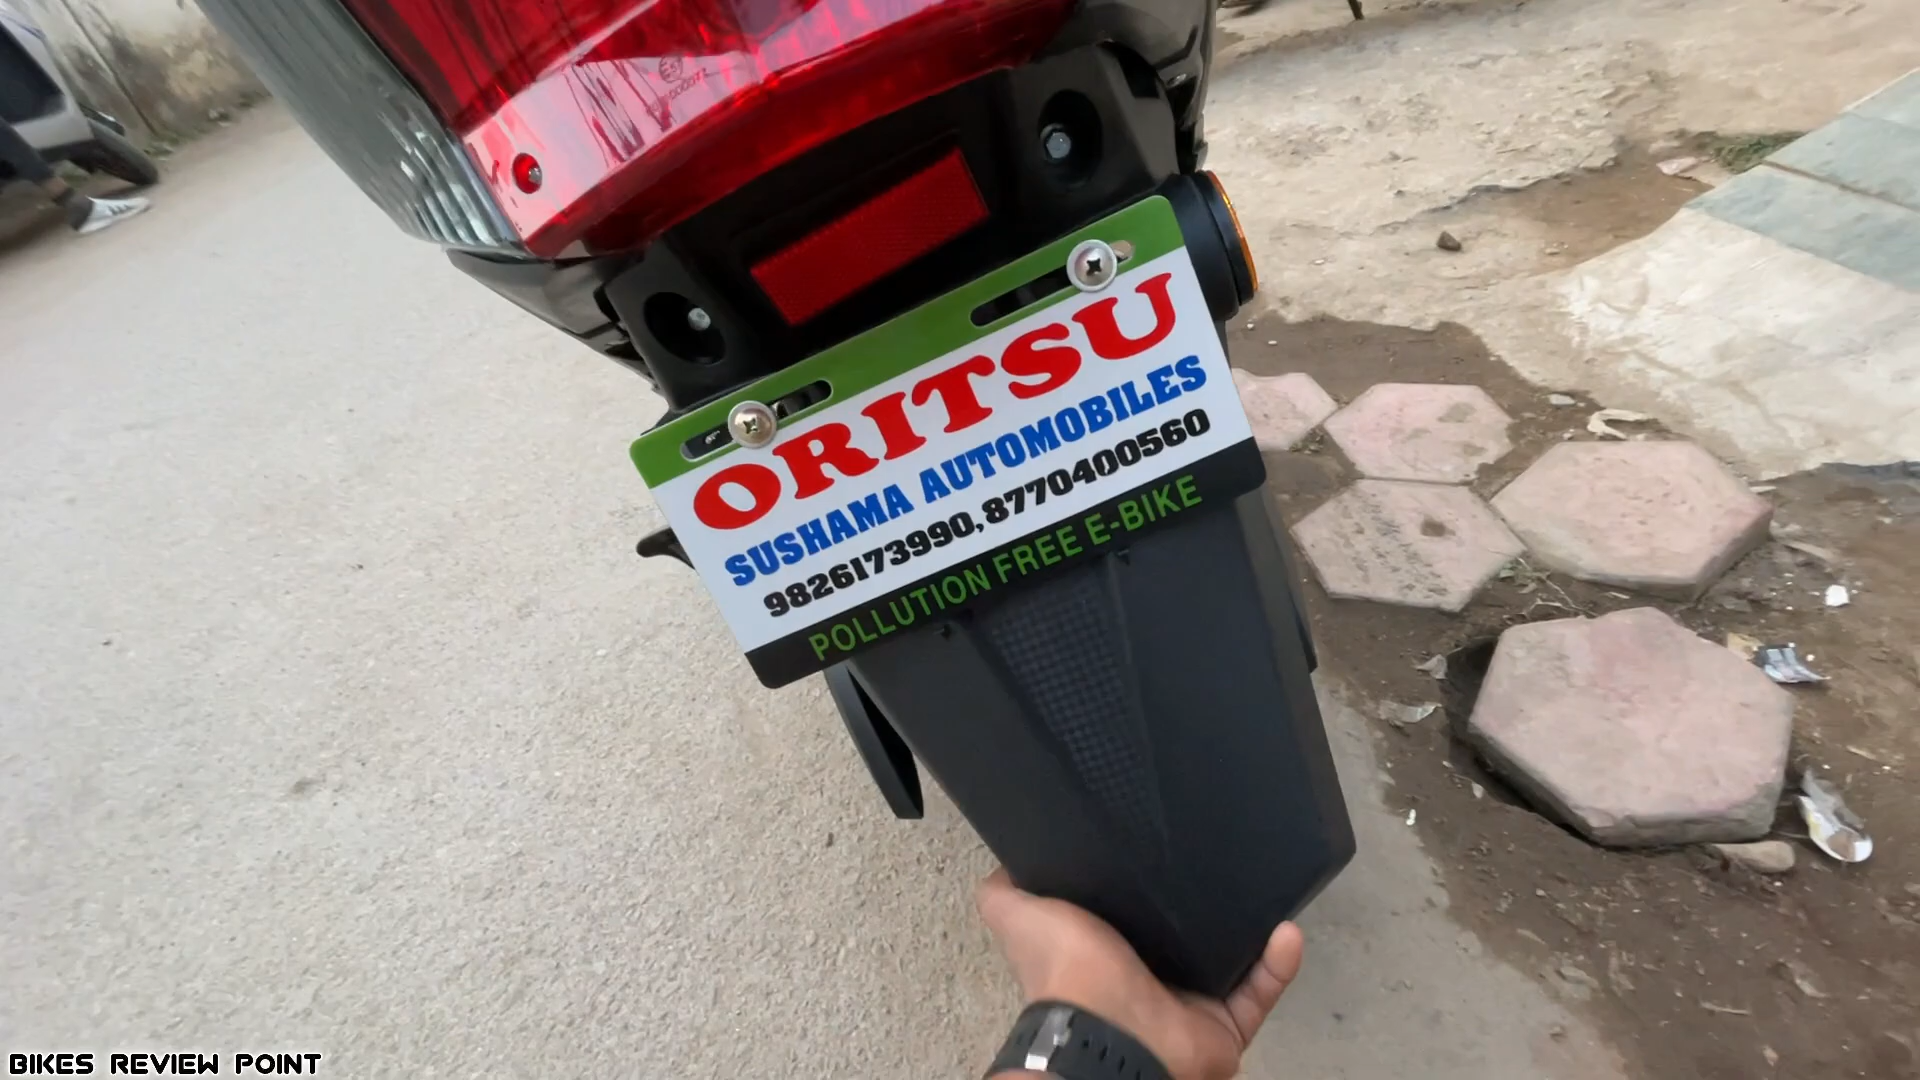 ORITSU
SUSHAMA AUTOMOBILES
9826173990, 8770400560
POLLUTION FREE E-BIKE
BIKES REVIEW POINT